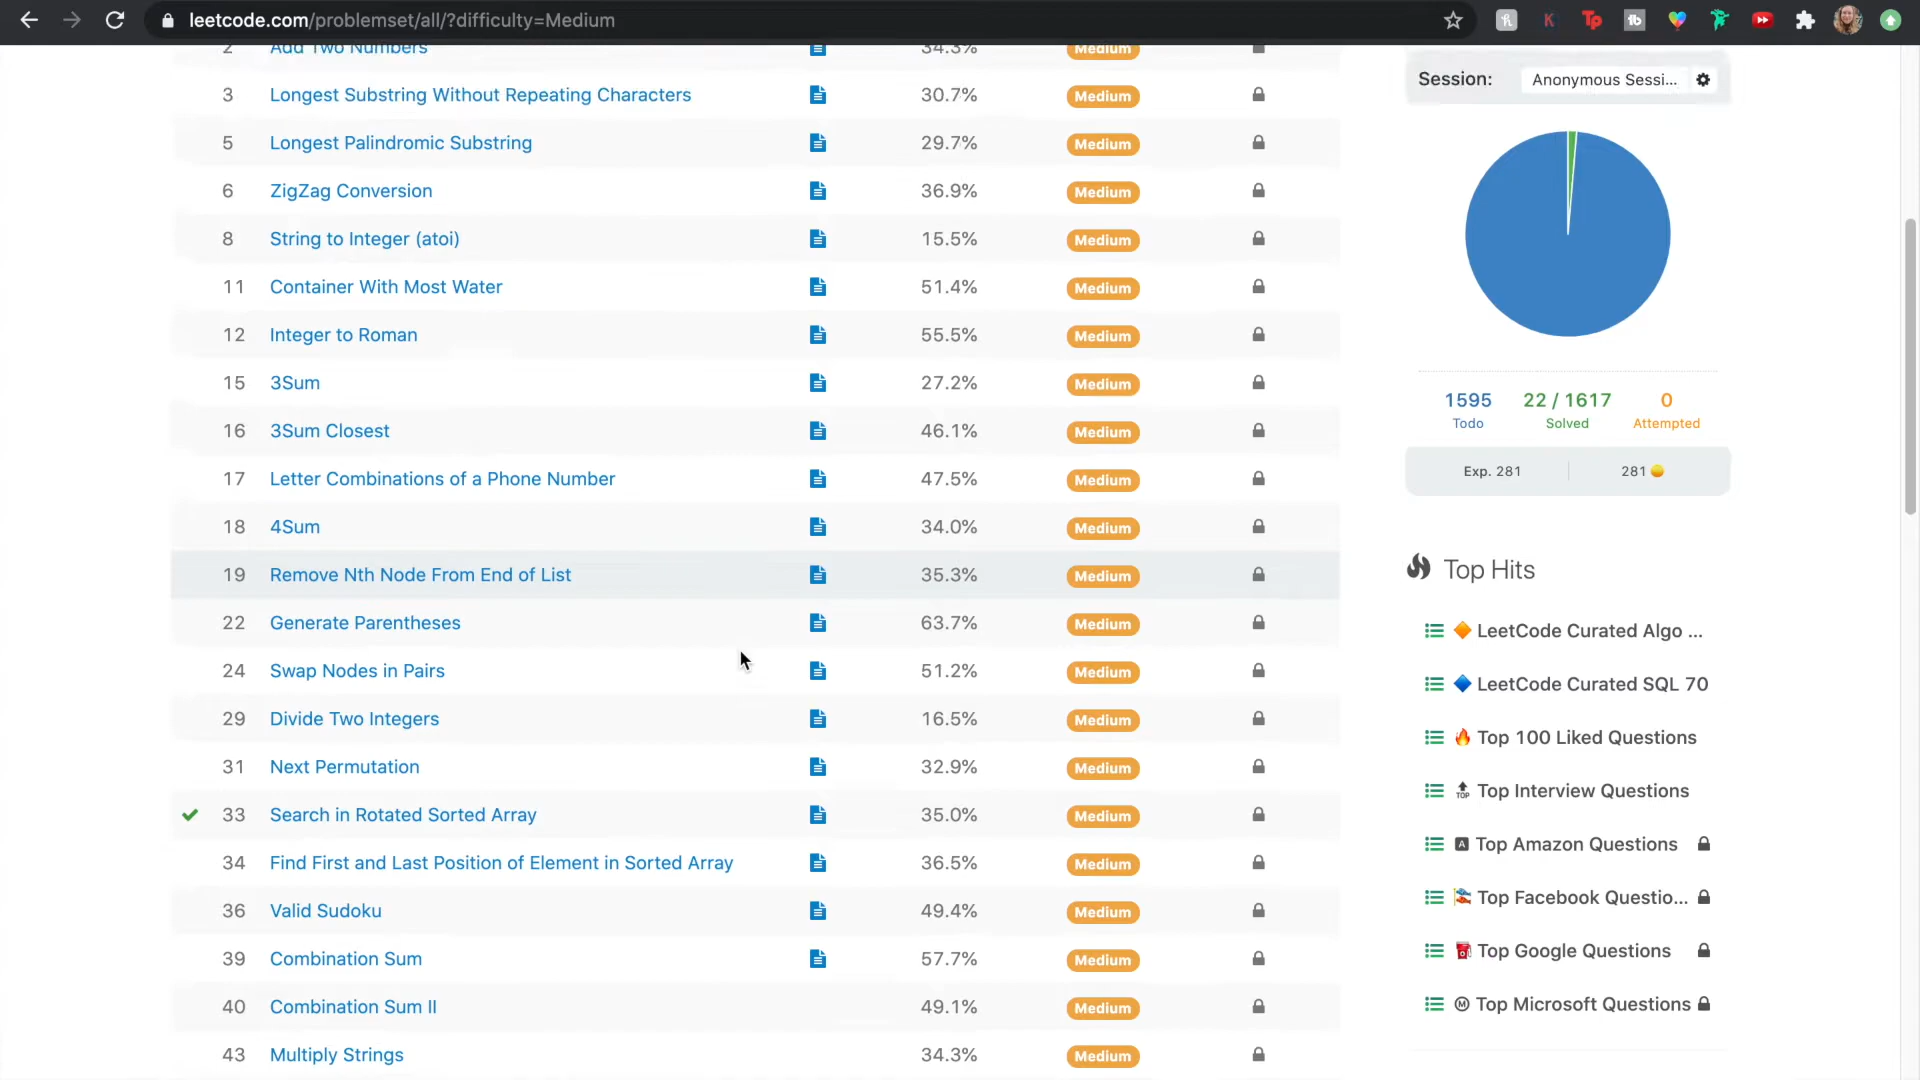 leetcode.com/problemset/all/?difficulty=Medium
2 Add Two Numbers 34.3% Medium
3 Longest Substring Without Repeating Characters 30.7% Medium
5 Longest Palindromic Substring 29.7% Medium
6 ZigZag Conversion 36.9% Medium
8 String to Integer (atoi) 15.5% Medium
11 Container With Most Water 51.4% Medium
12 Integer to Roman 55.5% Medium
15 3Sum 27.2% Medium
16 3Sum Closest 46.1% Medium
17 Letter Combinations of a Phone Number 47.5% Medium
18 4Sum 34.0% Medium
19 Remove Nth Node From End of List 35.3% Medium
22 Generate Parentheses 63.7% Medium
24 Swap Nodes in Pairs 51.2% Medium
29 Divide Two Integers 16.5% Medium
31 Next Permutation 32.9% Medium
33 Search in Rotated Sorted Array 35.0% Medium
34 Find First and Last Position of Element in Sorted Array 36.5% Medium
36 Valid Sudoku 49.4% Medium
39 Combination Sum 57.7% Medium
40 Combination Sum II 49.1% Medium
43 Multiply Strings 34.3% Medium
Session: Anonymous Sessi...
1595 22 / 1617 0
Todo Solved Attempted
Exp. 281 281
Top Hits
LeetCode Curated Algo ...
LeetCode Curated SQL 70
Top 100 Liked Questions
TOP Top Interview Questions
A Top Amazon Questions
Top Facebook Questio...
Top Google Questions
M Top Microsoft Questions